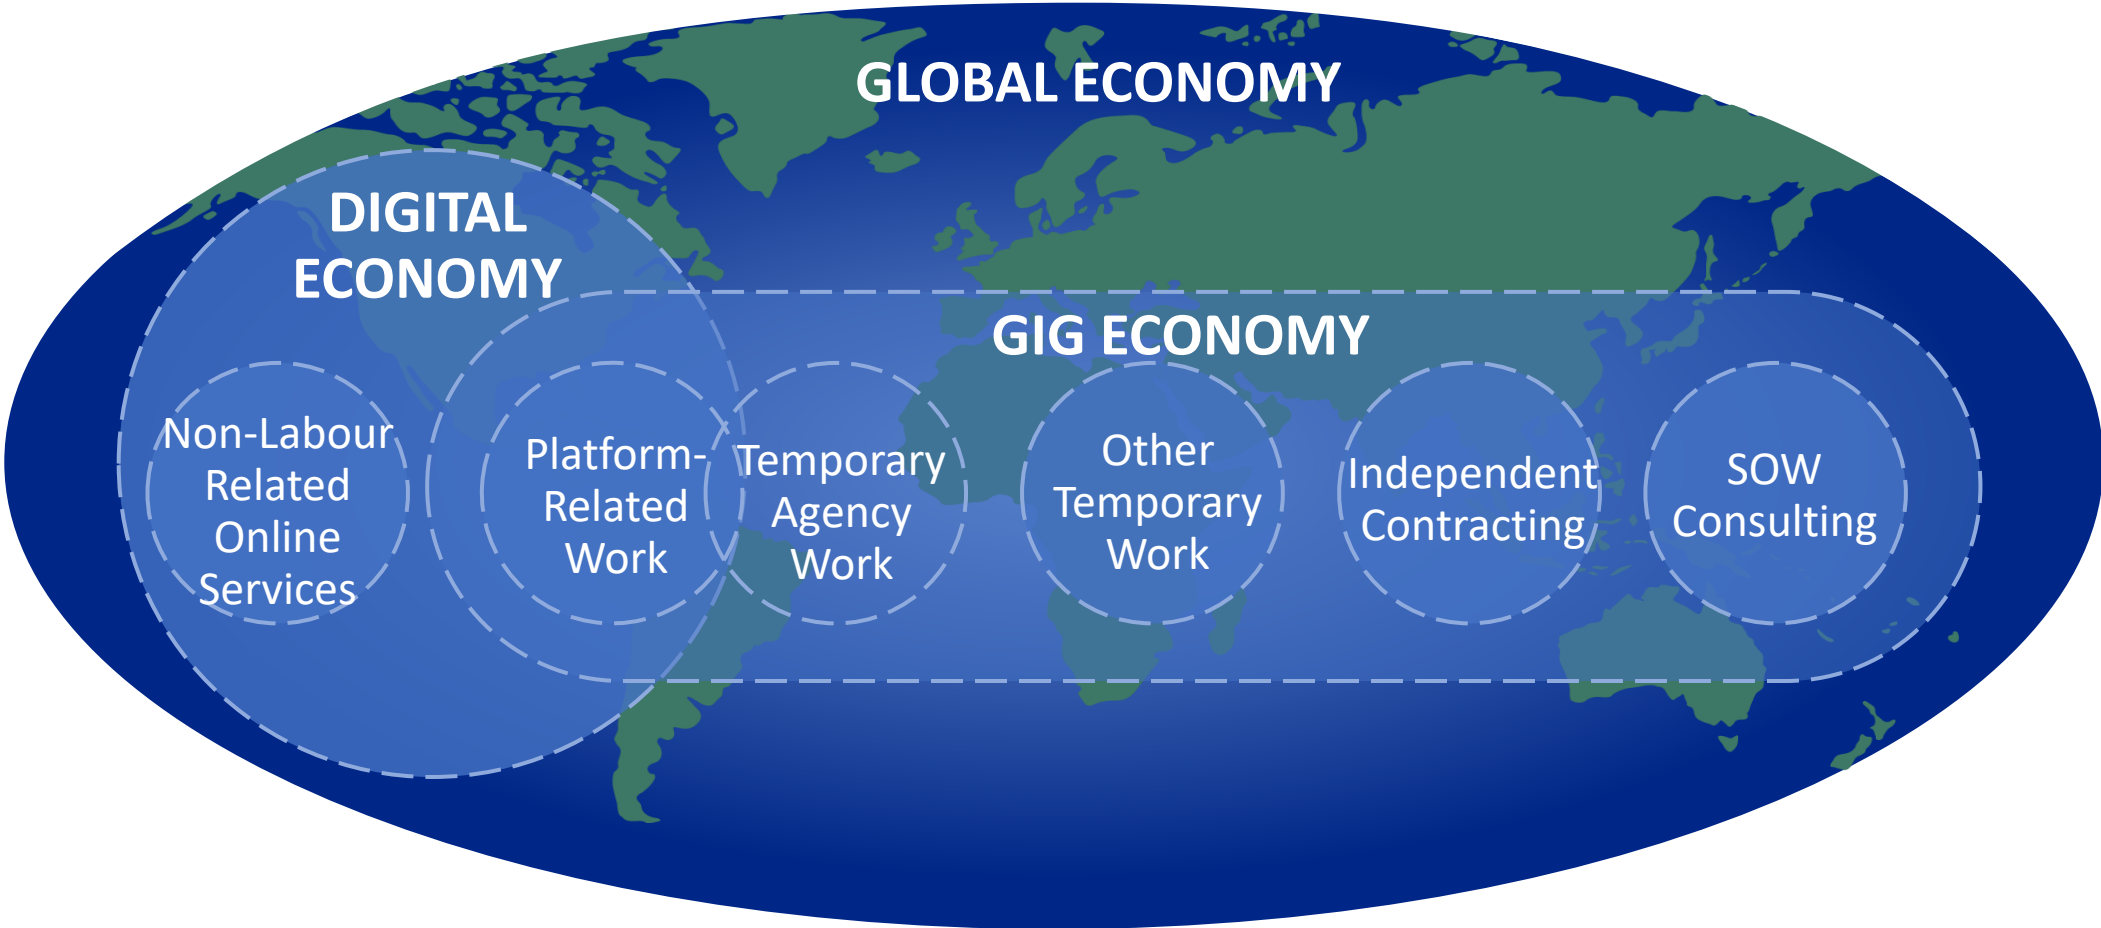 GLOBAL ECONOMY
DIGITAL
ECONOMY
GIG ECONOMY
Non-Labour
Related
Online
Services
Platform-
Related
Work
Temporary
Agency
Work
Other
Temporary
Work
Independent
Contracting
SOW
Consulting